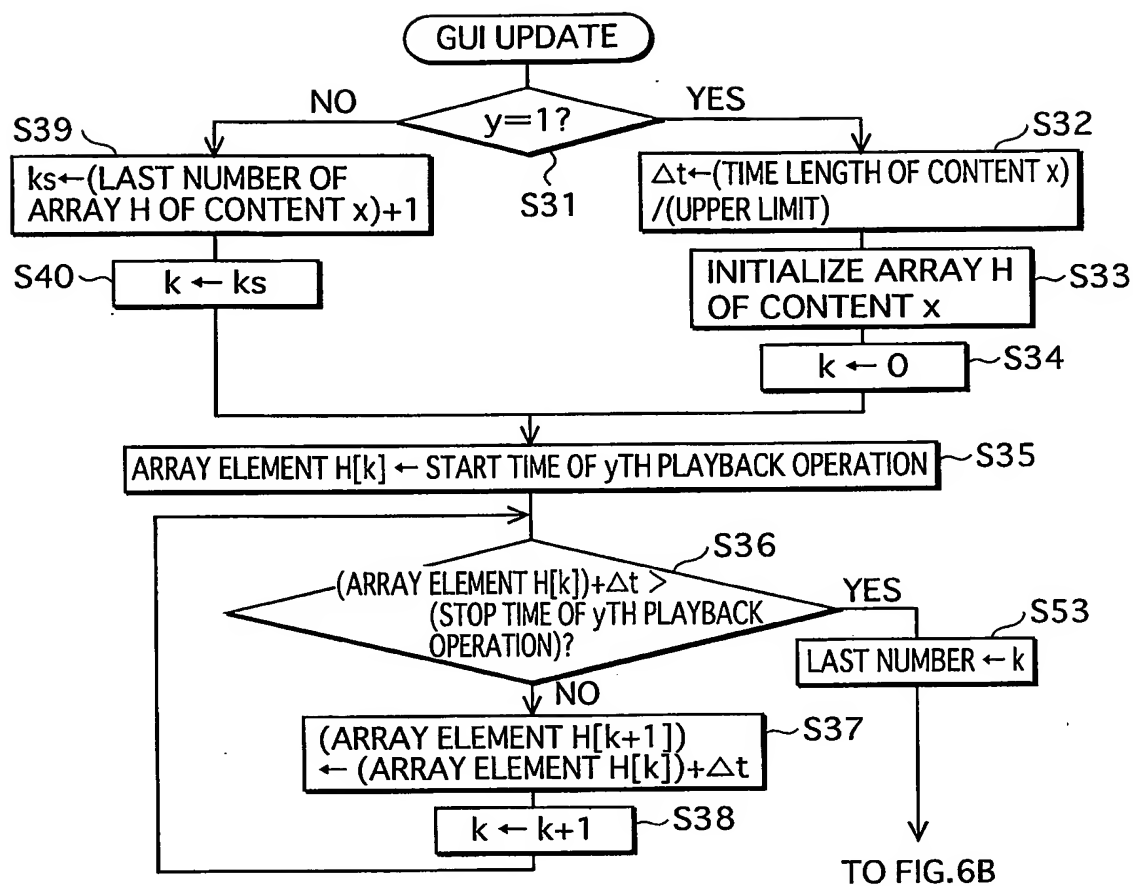 GUI UPDATE
NO
y=1?
YES
S31
S39
ks←(LAST NUMBER OF
ARRAY H OF CONTENT x)+1
S40
k ← ks
S32
Δt←(TIME LENGTH OF CONTENT x)
/(UPPER LIMIT)
INITIALIZE ARRAY H
OF CONTENT x
S33
k ← 0
S34
ARRAY ELEMENT H[k] ← START TIME OF yTH PLAYBACK OPERATION
S35
S36
(ARRAY ELEMENT H[k])+Δt >
(STOP TIME OF yTH PLAYBACK
OPERATION)?
YES
S53
LAST NUMBER ← k
NO
(ARRAY ELEMENT H[k+1])
← (ARRAY ELEMENT H[k])+Δt
S37
k ← k+1
S38
TO FIG.6B